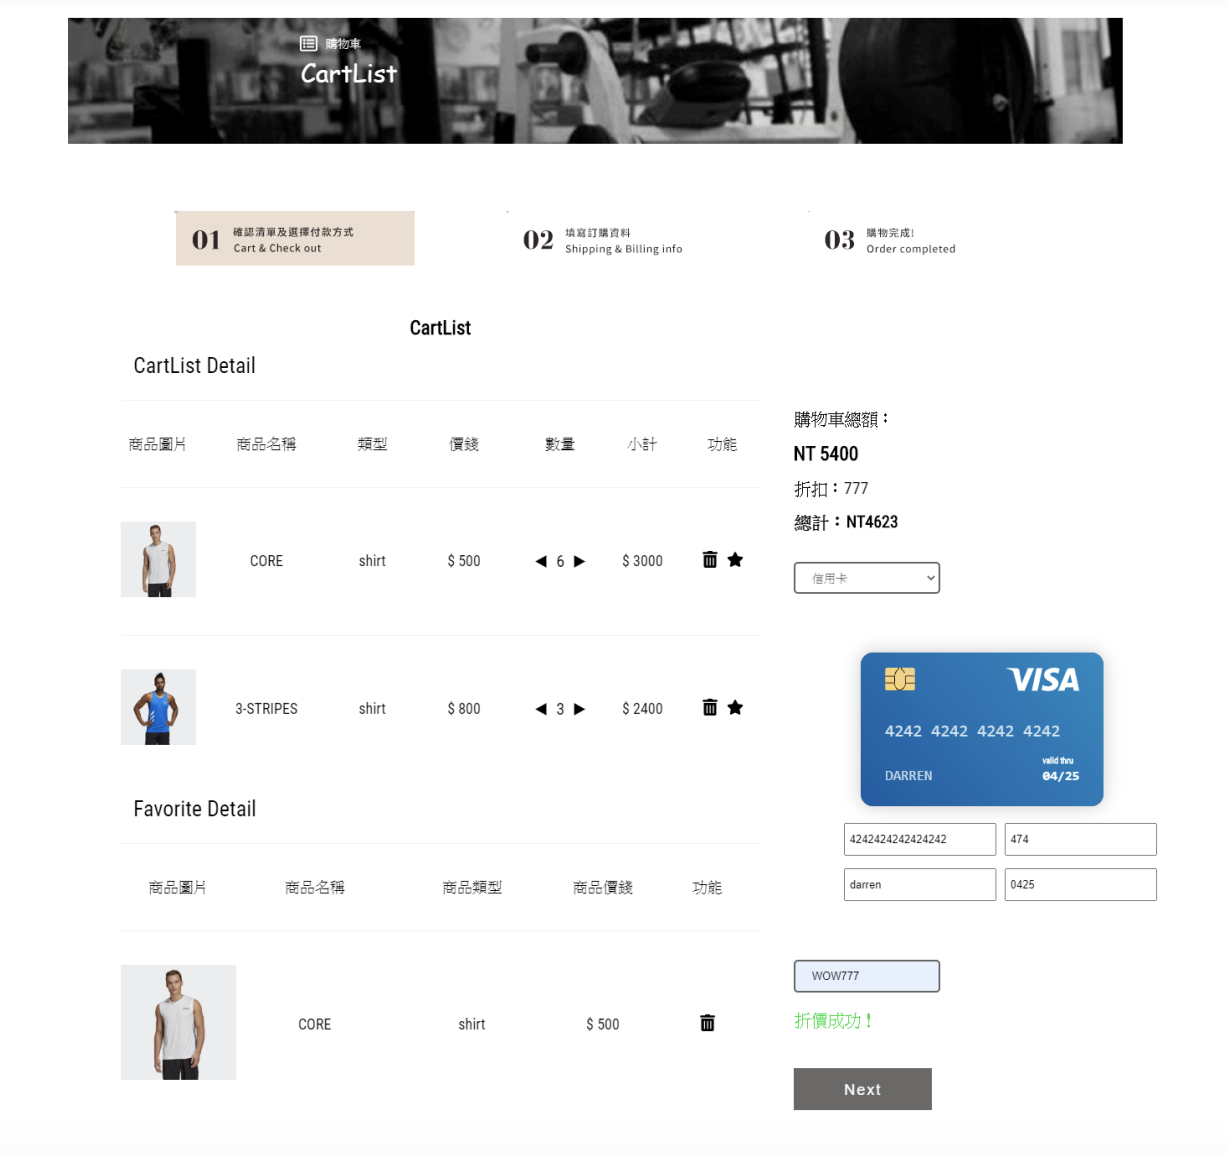 購物車
CartList
01 確認清單及選擇付款方式
Cart & Check out
02 填寫訂購資料
Shipping & Billing info
03 購物完成!
Order completed
CartList
CartList Detail
商品圖片 商品名稱 類型 價錢 數量 小計 功能
CORE shirt $ 500 ◀ 6 ▶ $ 3000
3-STRIPES shirt $ 800 ◀ 3 ▶ $ 2400
Favorite Detail
商品圖片 商品名稱 商品類型 商品價錢 功能
CORE shirt $ 500
購物車總額：
NT 5400
折扣：777
總計：NT4623
信用卡
VISA
4242 4242 4242 4242
valid thru
DARREN 04/25
4242424242424242 474
darren 0425
WOW777
折價成功！
Next